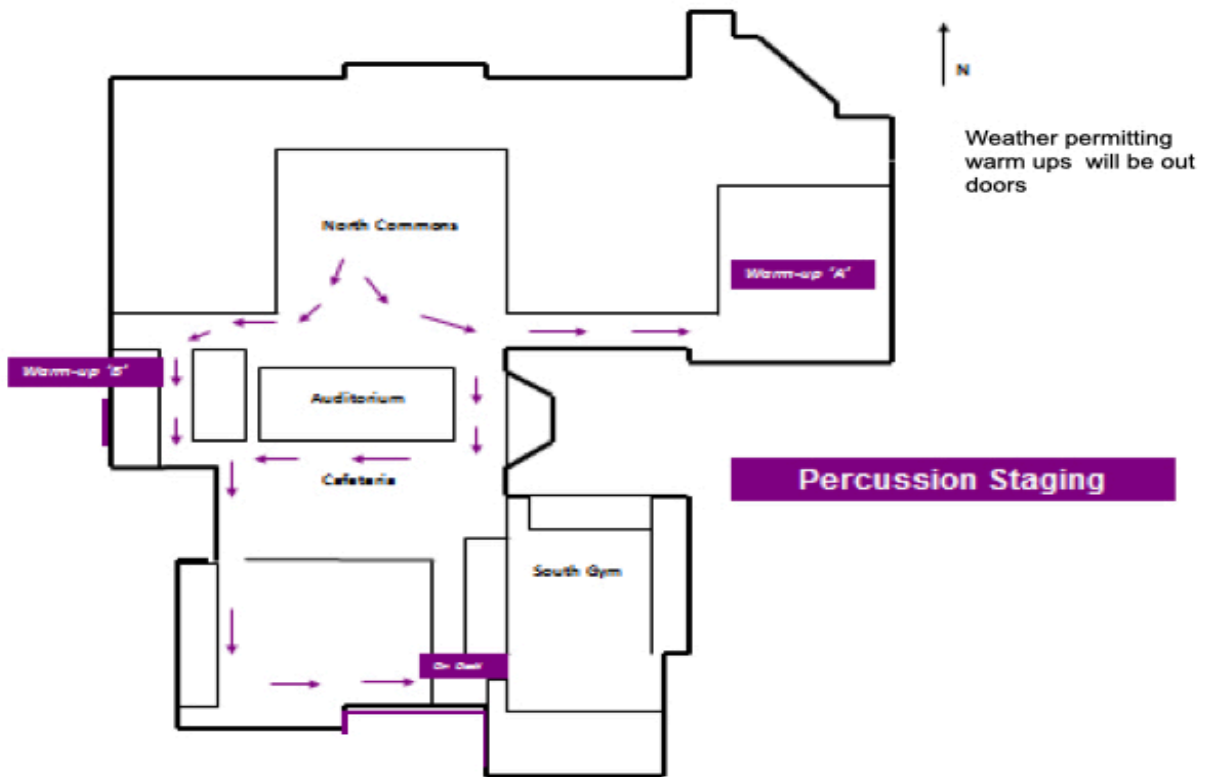 N
Weather permitting
warm ups will be out
doors
North Commons
Warm-up 'A'
Warm-up 'B'
Auditorium
Percussion Staging
Cafeteria
South Gym
On Deck